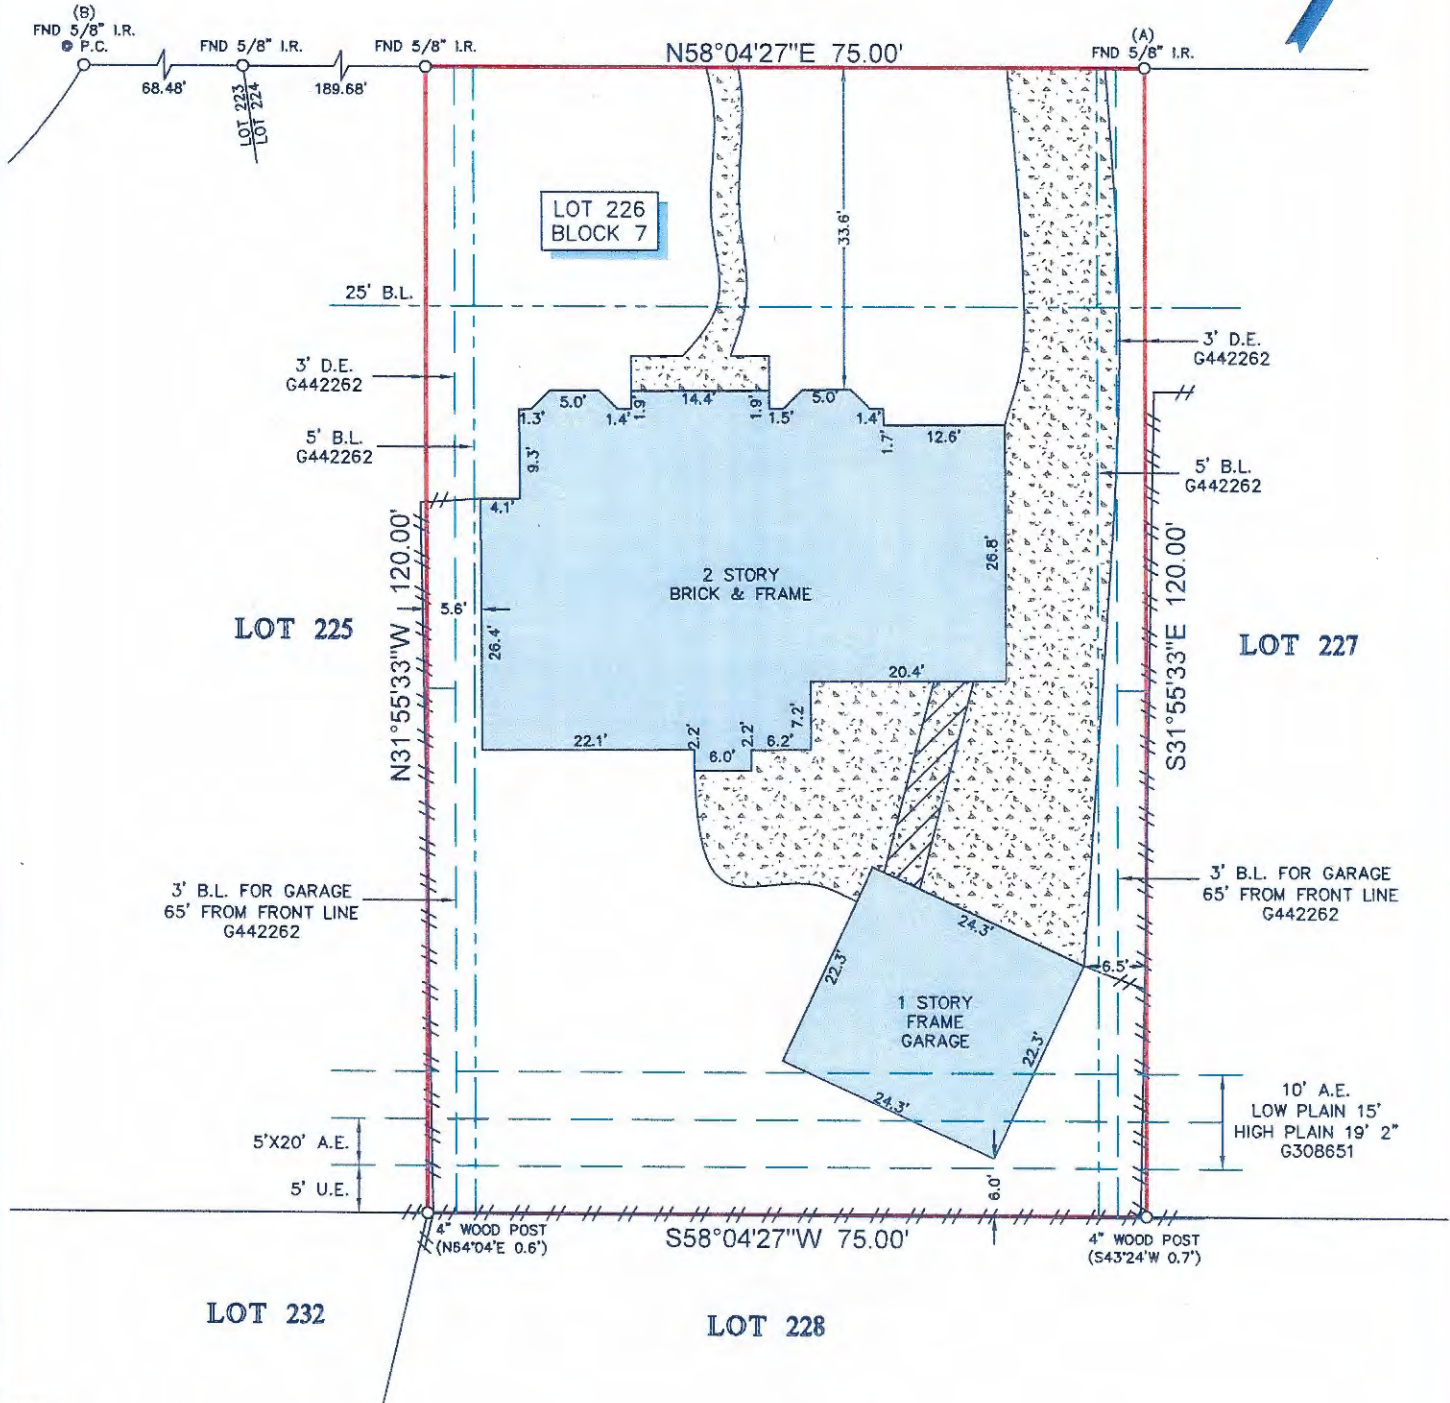 (B)
FND 5/8" I.R.
P.C.
FND 5/8" I.R.
FND 5/8" I.R.
N58°04'27"E 75.00'
(A)
FND 5/8" I.R.
68.48'
189.68'
LOT 223
LOT 224
LOT 226
BLOCK 7
33.6'
25' B.L.
3' D.E.
G442262
3' D.E.
G442262
5' B.L.
G442262
5' B.L.
G442262
1.3'
5.0'
1.4'
1.9'
14.4'
1.9'
1.5'
5.0'
1.4'
1.7'
12.6'
9.3'
4.1'
N31°55'33"W 120.00'
S31°55'33"E 120.00'
2 STORY
BRICK & FRAME
26.8'
5.6'
26.4'
LOT 225
LOT 227
20.4'
7.2'
22.1'
2.2'
6.0'
2.2'
6.2'
3' B.L. FOR GARAGE
65' FROM FRONT LINE
G442262
3' B.L. FOR GARAGE
65' FROM FRONT LINE
G442262
24.3'
22.3'
6.5'
1 STORY
FRAME
GARAGE
22.3'
24.3'
10' A.E.
LOW PLAIN 15'
HIGH PLAIN 19' 2"
G308651
5'X20' A.E.
5' U.E.
6.0'
4" WOOD POST
(N54°04'E 0.6')
S58°04'27"W 75.00'
4" WOOD POST
(S43°24'W 0.7')
LOT 232
LOT 228